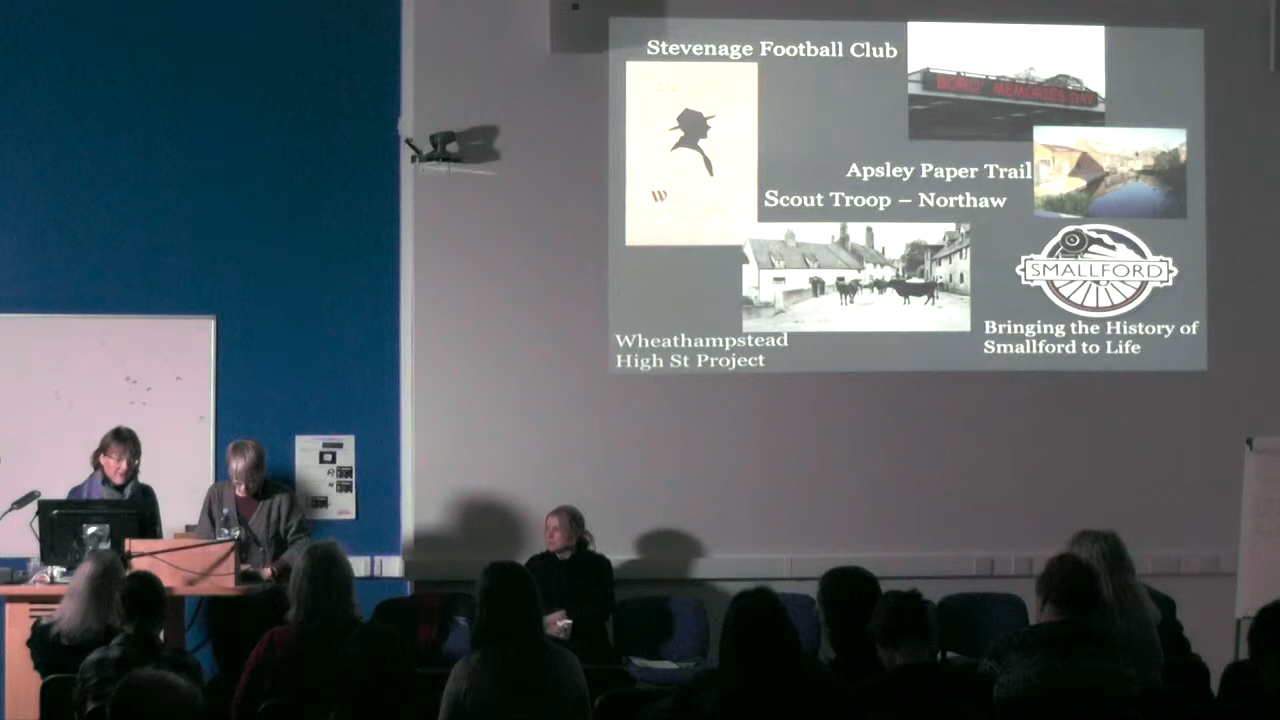 Stevenage Football Club
BORO' MEMORIES DAY
Apsley Paper Trail
Scout Troop – Northaw
W
SMALLFORD
Wheathampstead
High St Project
Bringing the History of
Smallford to Life